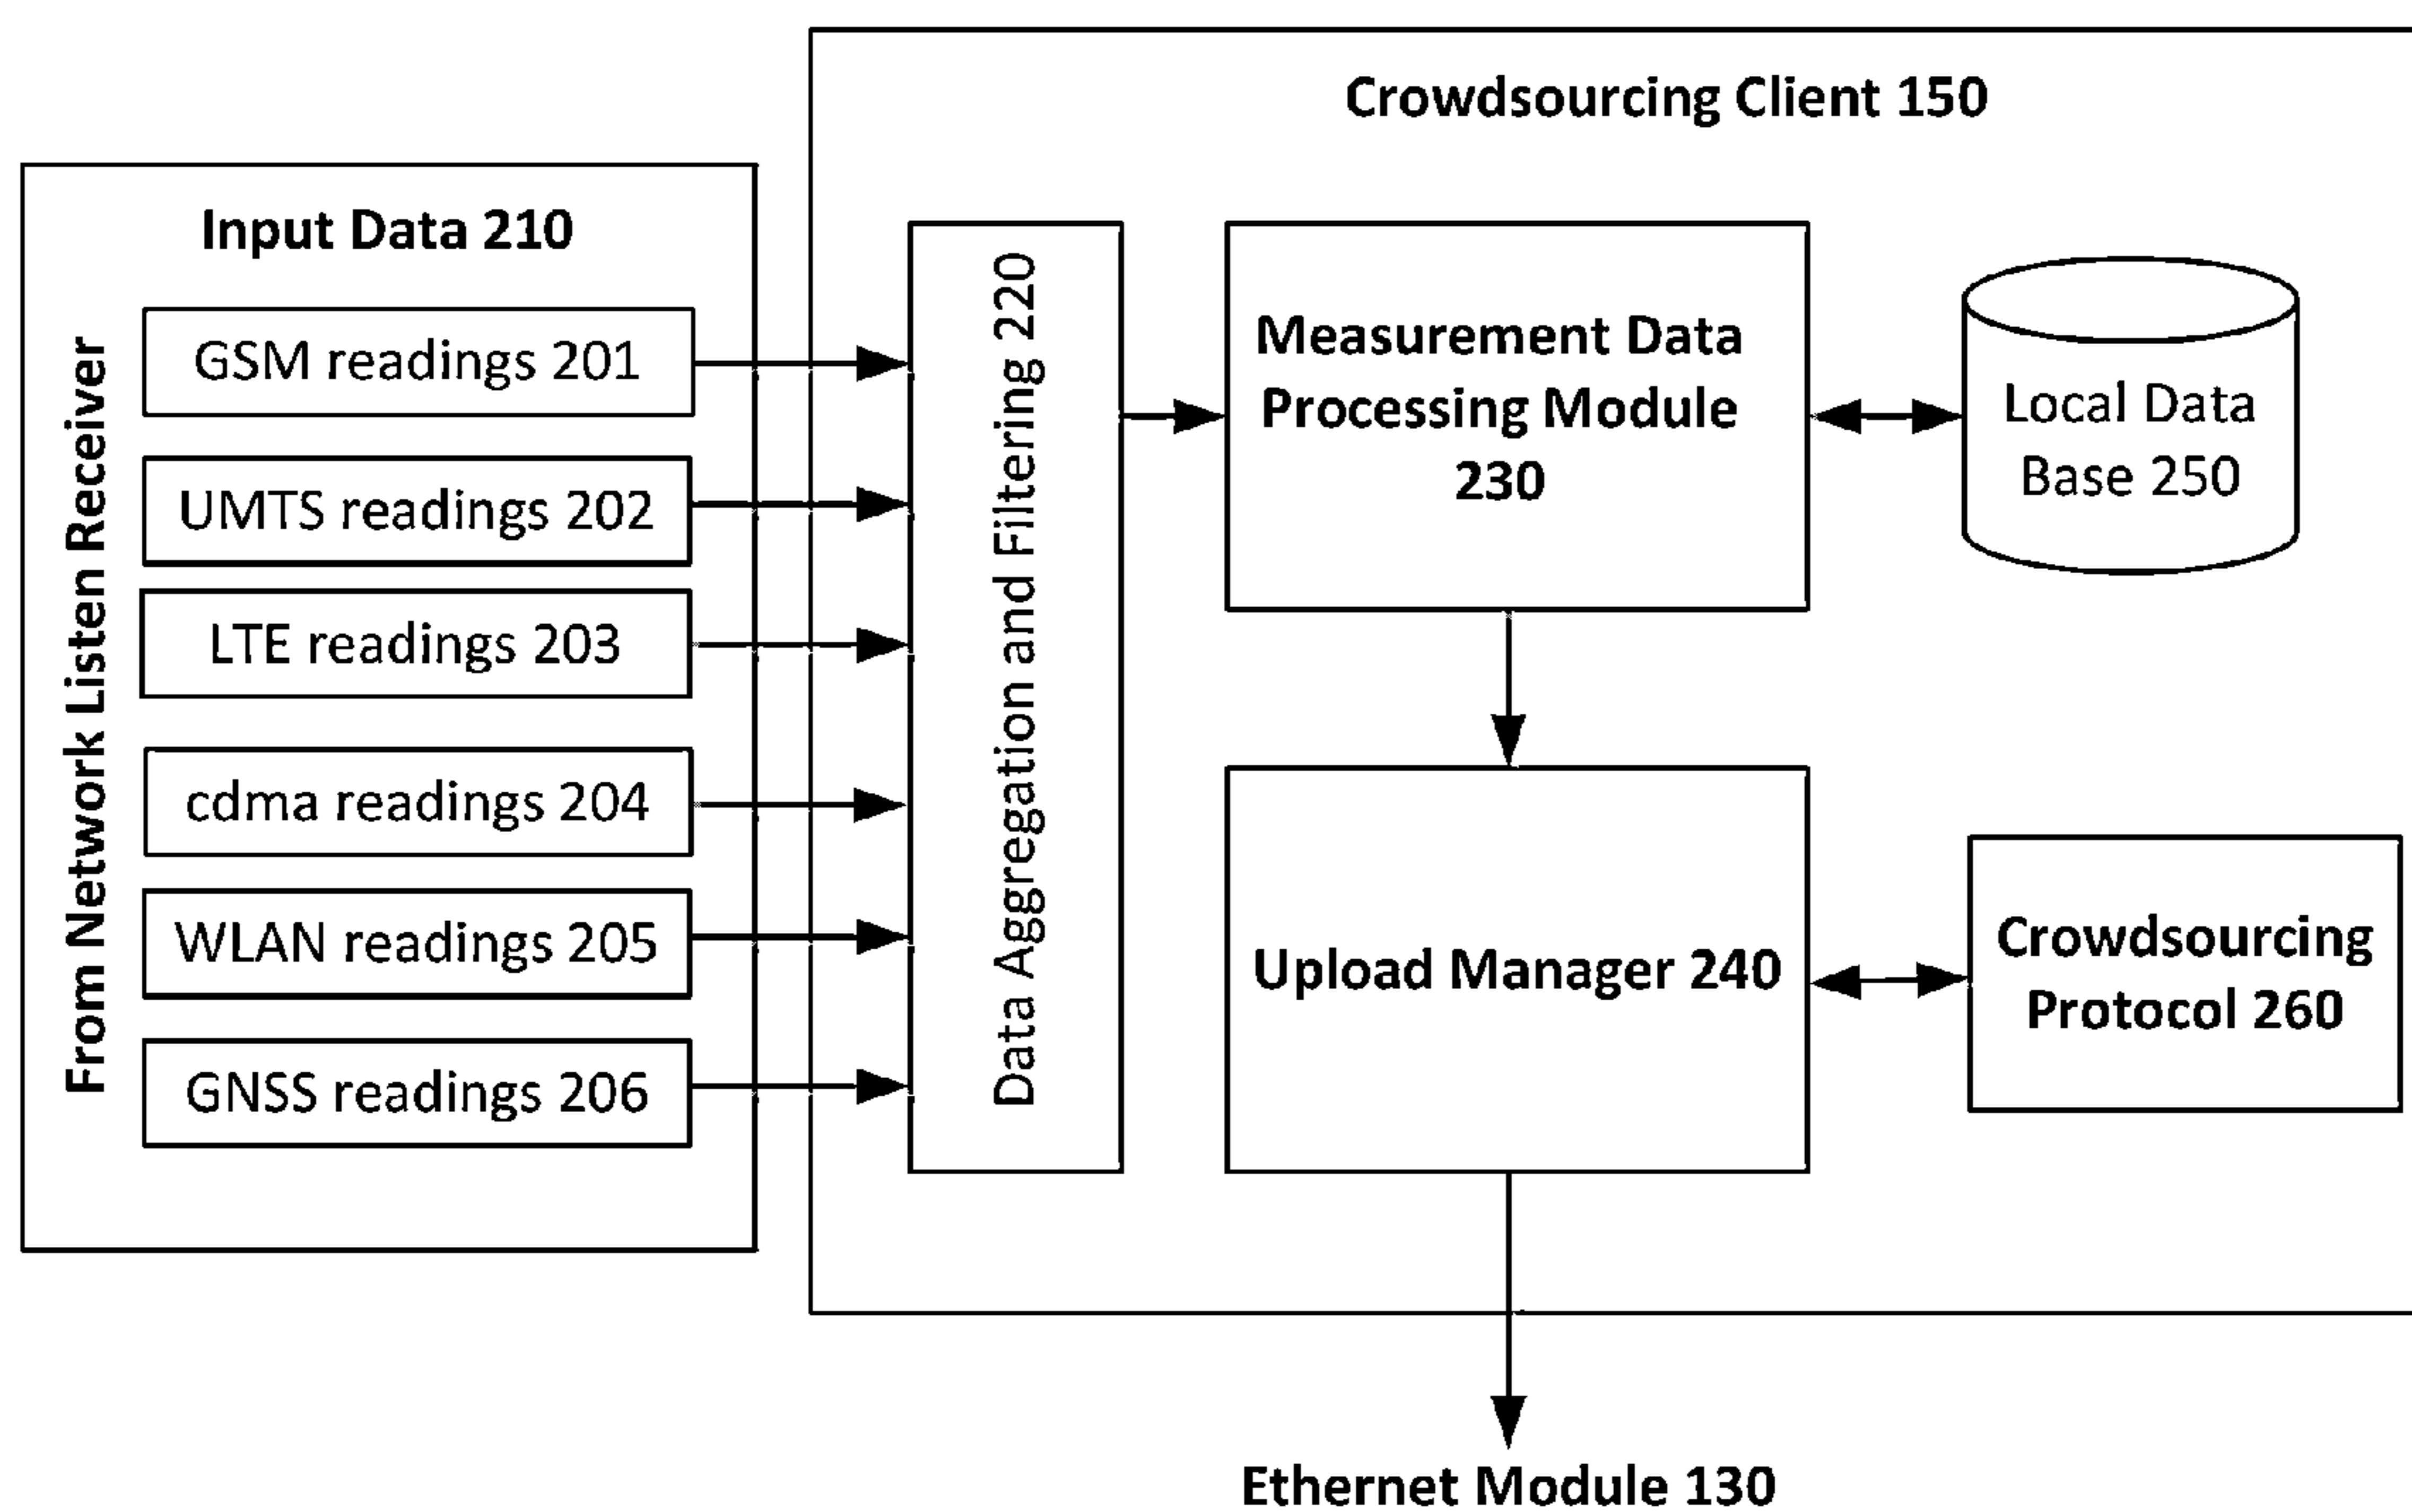 Crowdsourcing Client 150
Input Data 210
From Network Listen Receiver
GSM readings 201
UMTS readings 202
LTE readings 203
cdma readings 204
WLAN readings 205
GNSS readings 206
Data Aggregation and Filtering 220
Measurement Data
Processing Module
230
Local Data
Base 250
Upload Manager 240
Crowdsourcing
Protocol 260
Ethernet Module 130